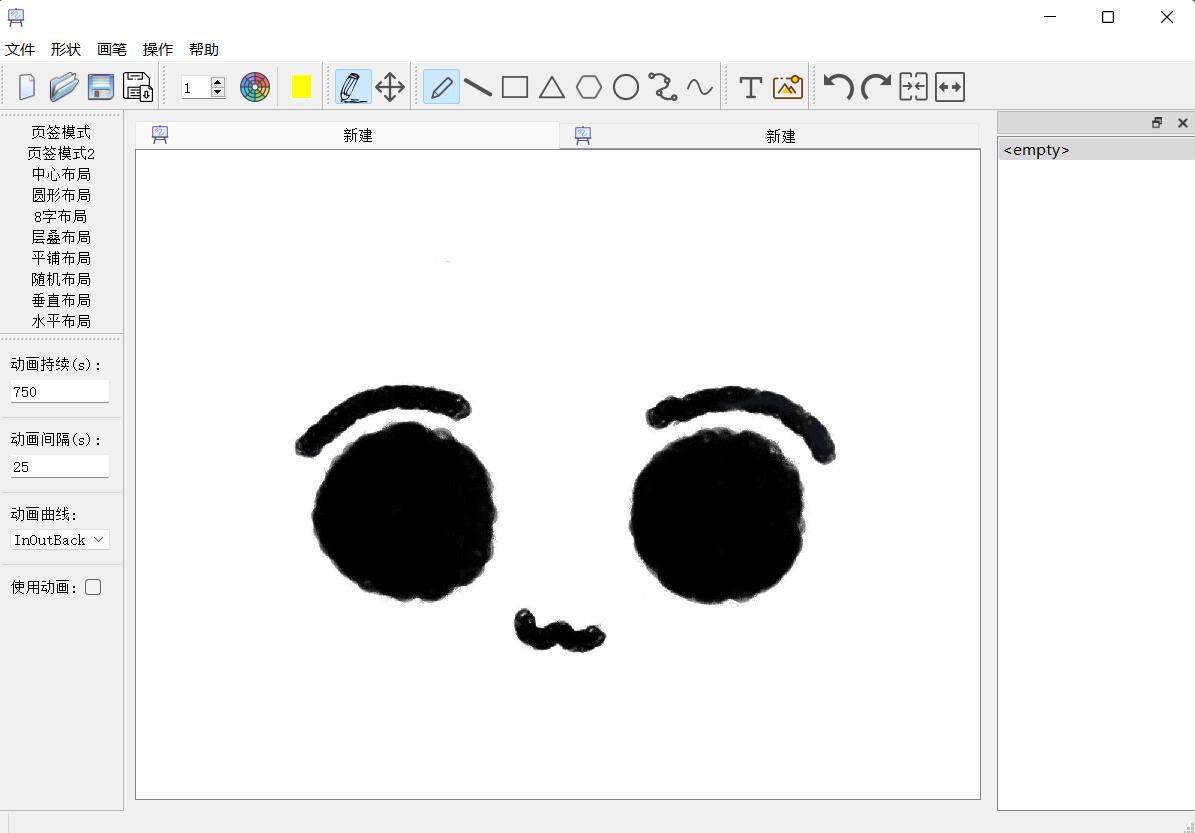 文件 形状 画笔 操作 帮助
1
页签模式
页签模式2
中心布局
圆形布局
8字布局
层叠布局
平铺布局
随机布局
垂直布局
水平布局
动画持续(s):
750
动画间隔(s):
25
动画曲线:
InOutBack
使用动画:
新建 新建
<empty>